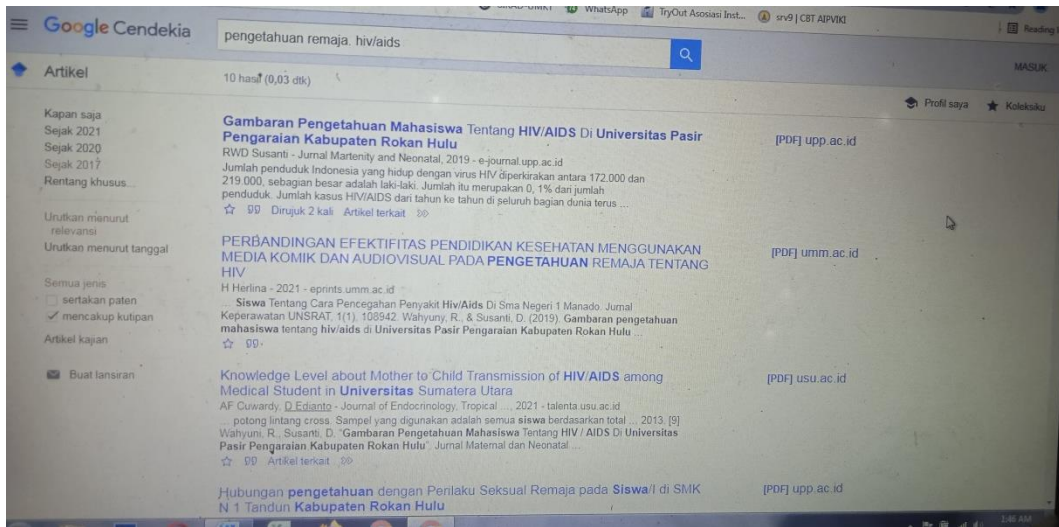 WhatsApp
TryOut Asosiasi Inst...
srv9 | CBT AIPVIKI
Reading
Google Cendekia
pengetahuan remaja. hiv/aids
MASUK
Artikel
10 hasil (0,03 dtk)
Profil saya
Koleksiku
Kapan saja
Sejak 2021
Sejak 2020
Sejak 2017
Rentang khusus...
Urutkan menurut
relevansi
Urutkan menurut tanggal
Semua jenis
sertakan paten
mencakup kutipan
Artikel kajian
Buat lansiran
Gambaran Pengetahuan Mahasiswa Tentang HIV/AIDS Di Universitas Pasir
Pengaraian Kabupaten Rokan Hulu
[PDF] upp.ac.id
RWD Susanti - Jurnal Martenity and Neonatal, 2019 - e-journal.upp.ac.id
Jumlah penduduk Indonesia yang hidup dengan virus HIV diperkirakan antara 172.000 dan
219.000, sebagian besar adalah laki-laki. Jumlah itu merupakan 0, 1% dari jumlah
penduduk. Jumlah kasus HIV/AIDS dari tahun ke tahun di seluruh bagian dunia terus ...
Dirujuk 2 kali Artikel terkait
PERBANDINGAN EFEKTIFITAS PENDIDIKAN KESEHATAN MENGGUNAKAN
MEDIA KOMIK DAN AUDIOVISUAL PADA PENGETAHUAN REMAJA TENTANG
HIV
[PDF] umm.ac.id
H Herlina - 2021 - eprints.umm.ac.id
... Siswa Tentang Cara Pencegahan Penyakit Hiv/Aids Di Sma Negeri 1 Manado. Jurnal
Keperawatan UNSRAT, 1(1), 108942. Wahyuny, R., & Susanti, D. (2019). Gambaran pengetahuan
mahasiswa tentang hiv/aids di Universitas Pasir Pengaraian Kabupaten Rokan Hulu ...
Knowledge Level about Mother to Child Transmission of HIV/AIDS among
Medical Student in Universitas Sumatera Utara
[PDF] usu.ac.id
AF Cuwardy, D Edianto - Journal of Endocrinology, Tropical ..., 2021 - talenta.usu.ac.id
... potong lintang cross. Sampel yang digunakan adalah semua siswa berdasarkan total ... 2013. [9]
Wahyuni, R., Susanti, D. "Gambaran Pengetahuan Mahasiswa Tentang HIV / AIDS Di Universitas
Pasir Pengaraian Kabupaten Rokan Hulu". Jurnal Maternal dan Neonatal ...
Artikel terkait
Hubungan pengetahuan dengan Perilaku Seksual Remaja pada Siswa/I di SMK
N 1 Tandun Kabupaten Rokan Hulu
[PDF] upp.ac.id
1:46 AM